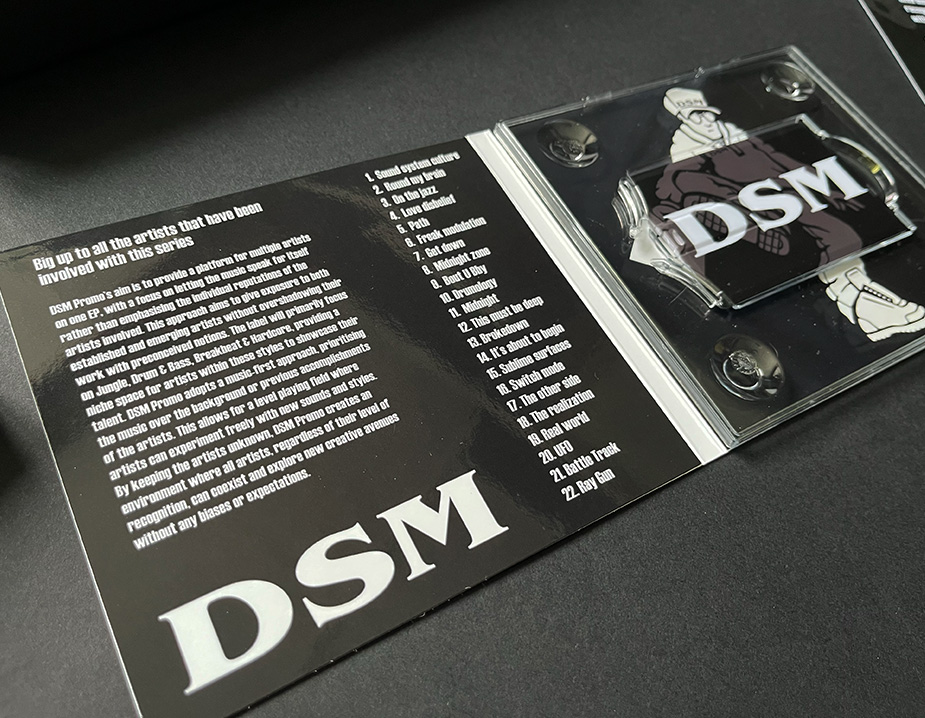 Big up to all the artists that have been
involved with this series
DSM Promo's aim is to provide a platform for multiple artists
on one EP, with a focus on letting the music speak for itself
rather than emphasising the individual reputations of the
artists involved. This approach aims to give exposure to both
established and emerging artists without overshadowing their
work with preconceived notions. The label will primarily focus
on Jungle, Drum & Bass, Breakbeat & Hardcore, providing a
niche space for artists within these styles to showcase their
talent. DSM Promo adopts a music-first approach, prioritising
the music over the background or previous accomplishments
of the artists. This allows for a level playing field where
artists can experiment freely with new sounds and styles.
By keeping the artists unknown, DSM Promo creates an
environment where all artists, regardless of their level of
recognition, can coexist and explore new creative avenues
without any biases or expectations.
DSM
1. Sound system culture
2. Round my brain
3. On the jazz
4. Love disbelief
5. Path
6. Freak modulation
7. Get down
8. Midnight zone
9. Dont U Gby
10. Drumology
11. Midnight
12. This must be deep
13. Brokedown
14. It's about to begin
15. Sublime surfaces
16. Switch mode
17. The other side
18. The realization
19. Real world
20. UFO
21. Battle Track
22. Ray Gun
DSM
DSM